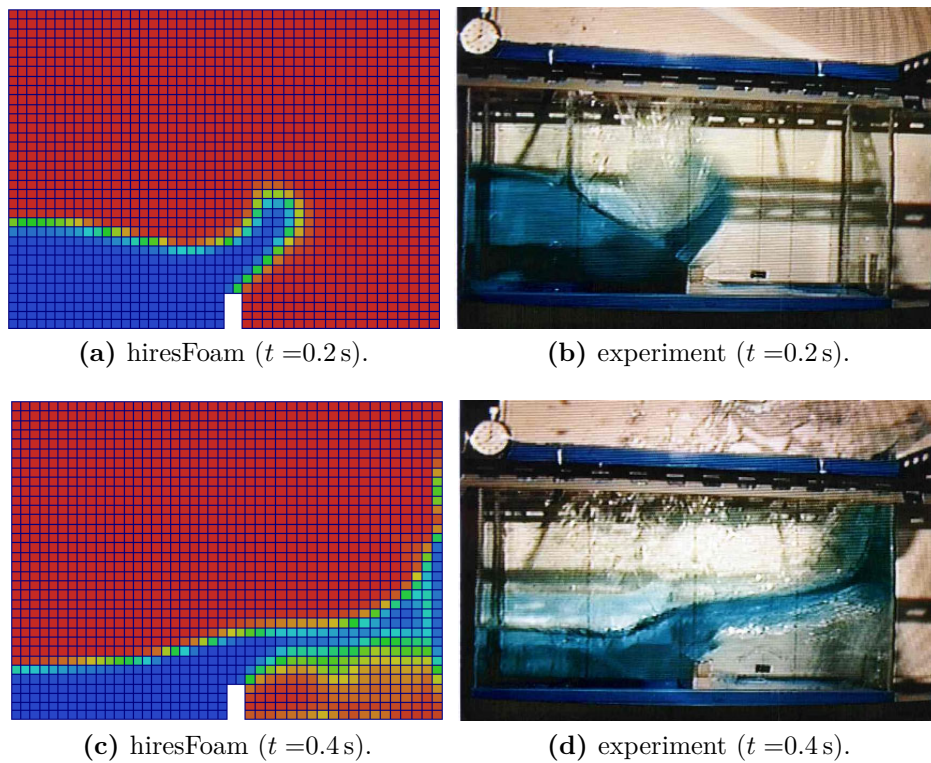 (a) hiresFoam (t =0.2 s).
(b) experiment (t =0.2 s).
(c) hiresFoam (t =0.4 s).
(d) experiment (t =0.4 s).